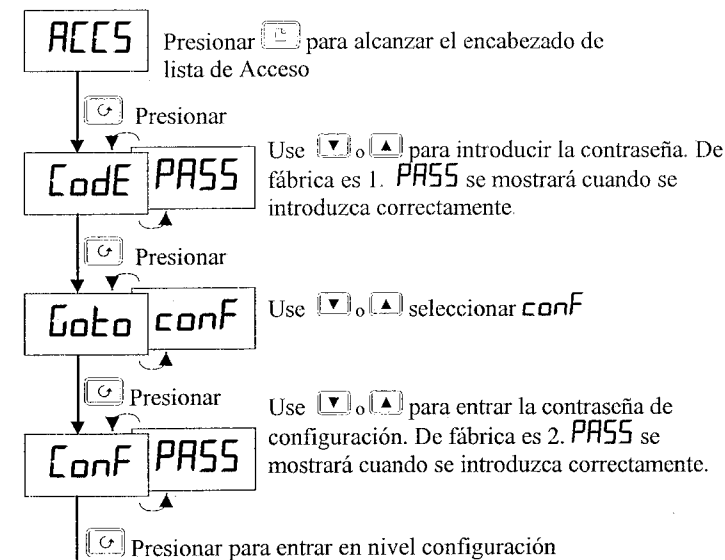 ACCS
Presionar para alcanzar el encabezado de
lista de Acceso
Presionar
CodE PASS
Use o para introducir la contraseña. De
fábrica es 1. PASS se mostrará cuando se
introduzca correctamente.
Presionar
Goto conF
Use o seleccionar conF
Presionar
ConF PASS
Use o para entrar la contraseña de
configuración. De fábrica es 2. PASS se
mostrará cuando se introduzca correctamente.
Presionar para entrar en nivel configuración